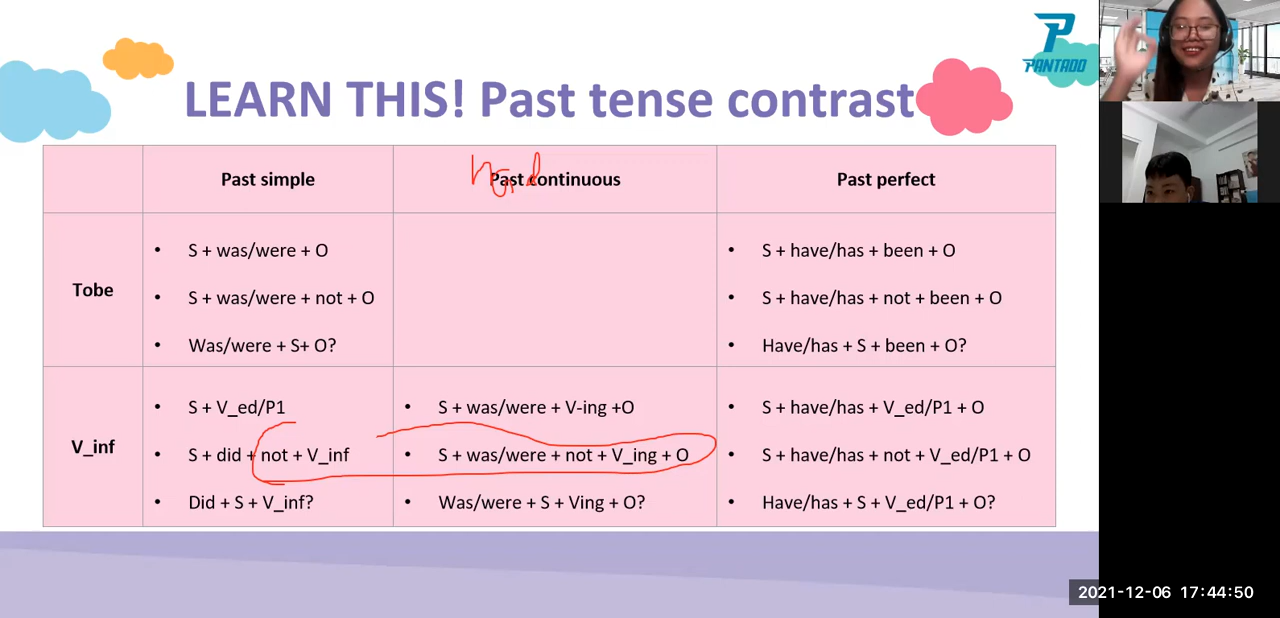 PANTADO
LEARN THIS! Past tense contrast
Past simple
Past continuous
Past perfect
Tobe
• S + was/were + O
• S + was/were + not + O
Was/were + S+ O?
• S + have/has + been + O
• S + have/has + not + been + O
• Have/has + S + been + O?
V_inf
• S + V_ed/P1
• S + did + not + V_inf
• Did + S + V_inf?
• S + was/were + V-ing +O
• S + was/were + not + V_ing + O
• Was/were + S + Ving + O?
• S + have/has + V_ed/P1 + O
• S + have/has + not + V_ed/P1 + O
• Have/has + S + V_ed/P1 + O?
2021-12-06 17:44:50